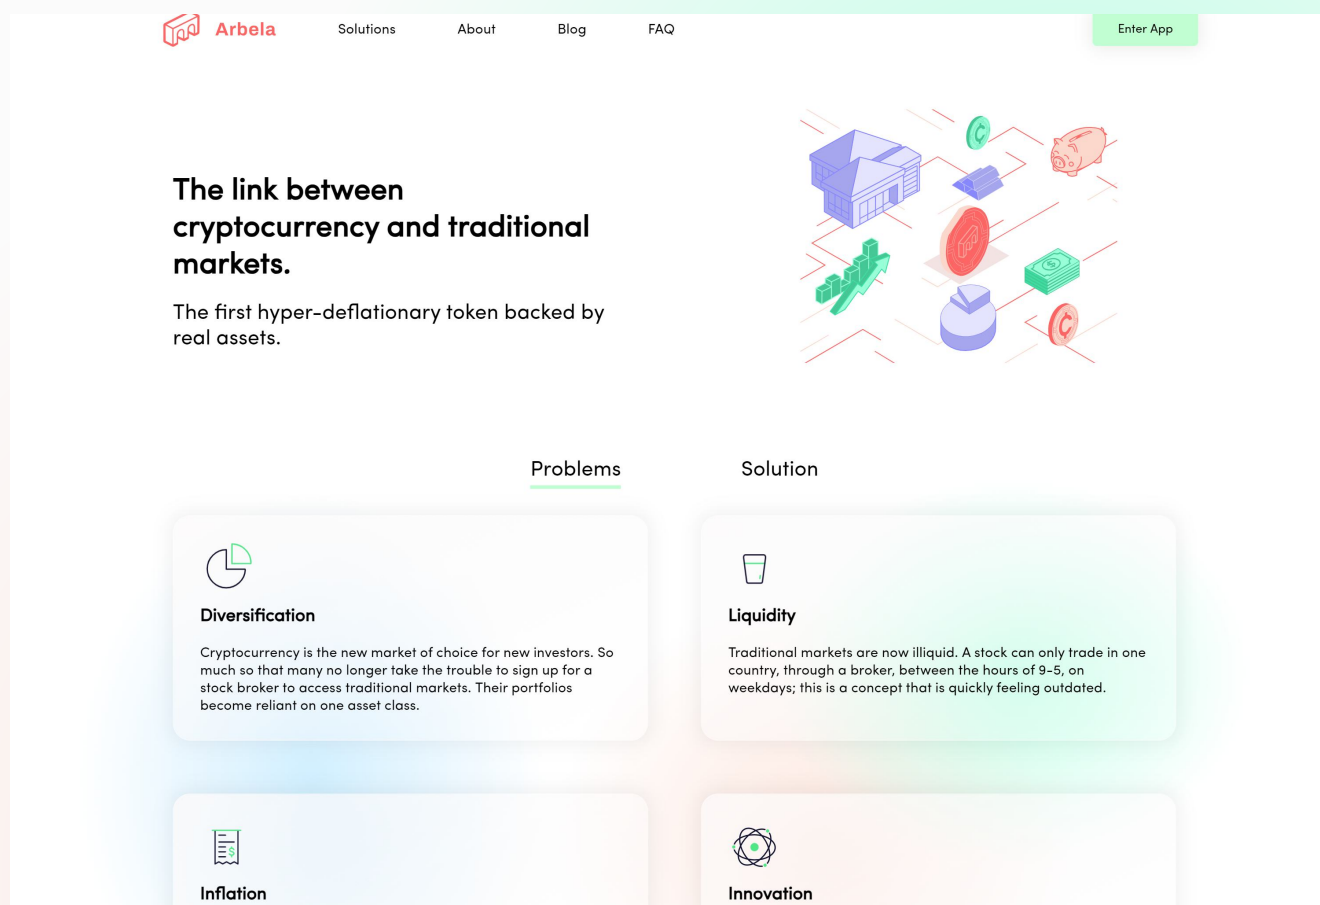 Arbela
Solutions
About
Blog
FAQ
Enter App
The link between
cryptocurrency and traditional
markets.
The first hyper-deflationary token backed by
real assets.
Problems
Solution
Diversification
Cryptocurrency is the new market of choice for new investors. So
much so that many no longer take the trouble to sign up for a
stock broker to access traditional markets. Their portfolios
become reliant on one asset class.
Liquidity
Traditional markets are now illiquid. A stock can only trade in one
country, through a broker, between the hours of 9-5, on
weekdays; this is a concept that is quickly feeling outdated.
Inflation
Innovation